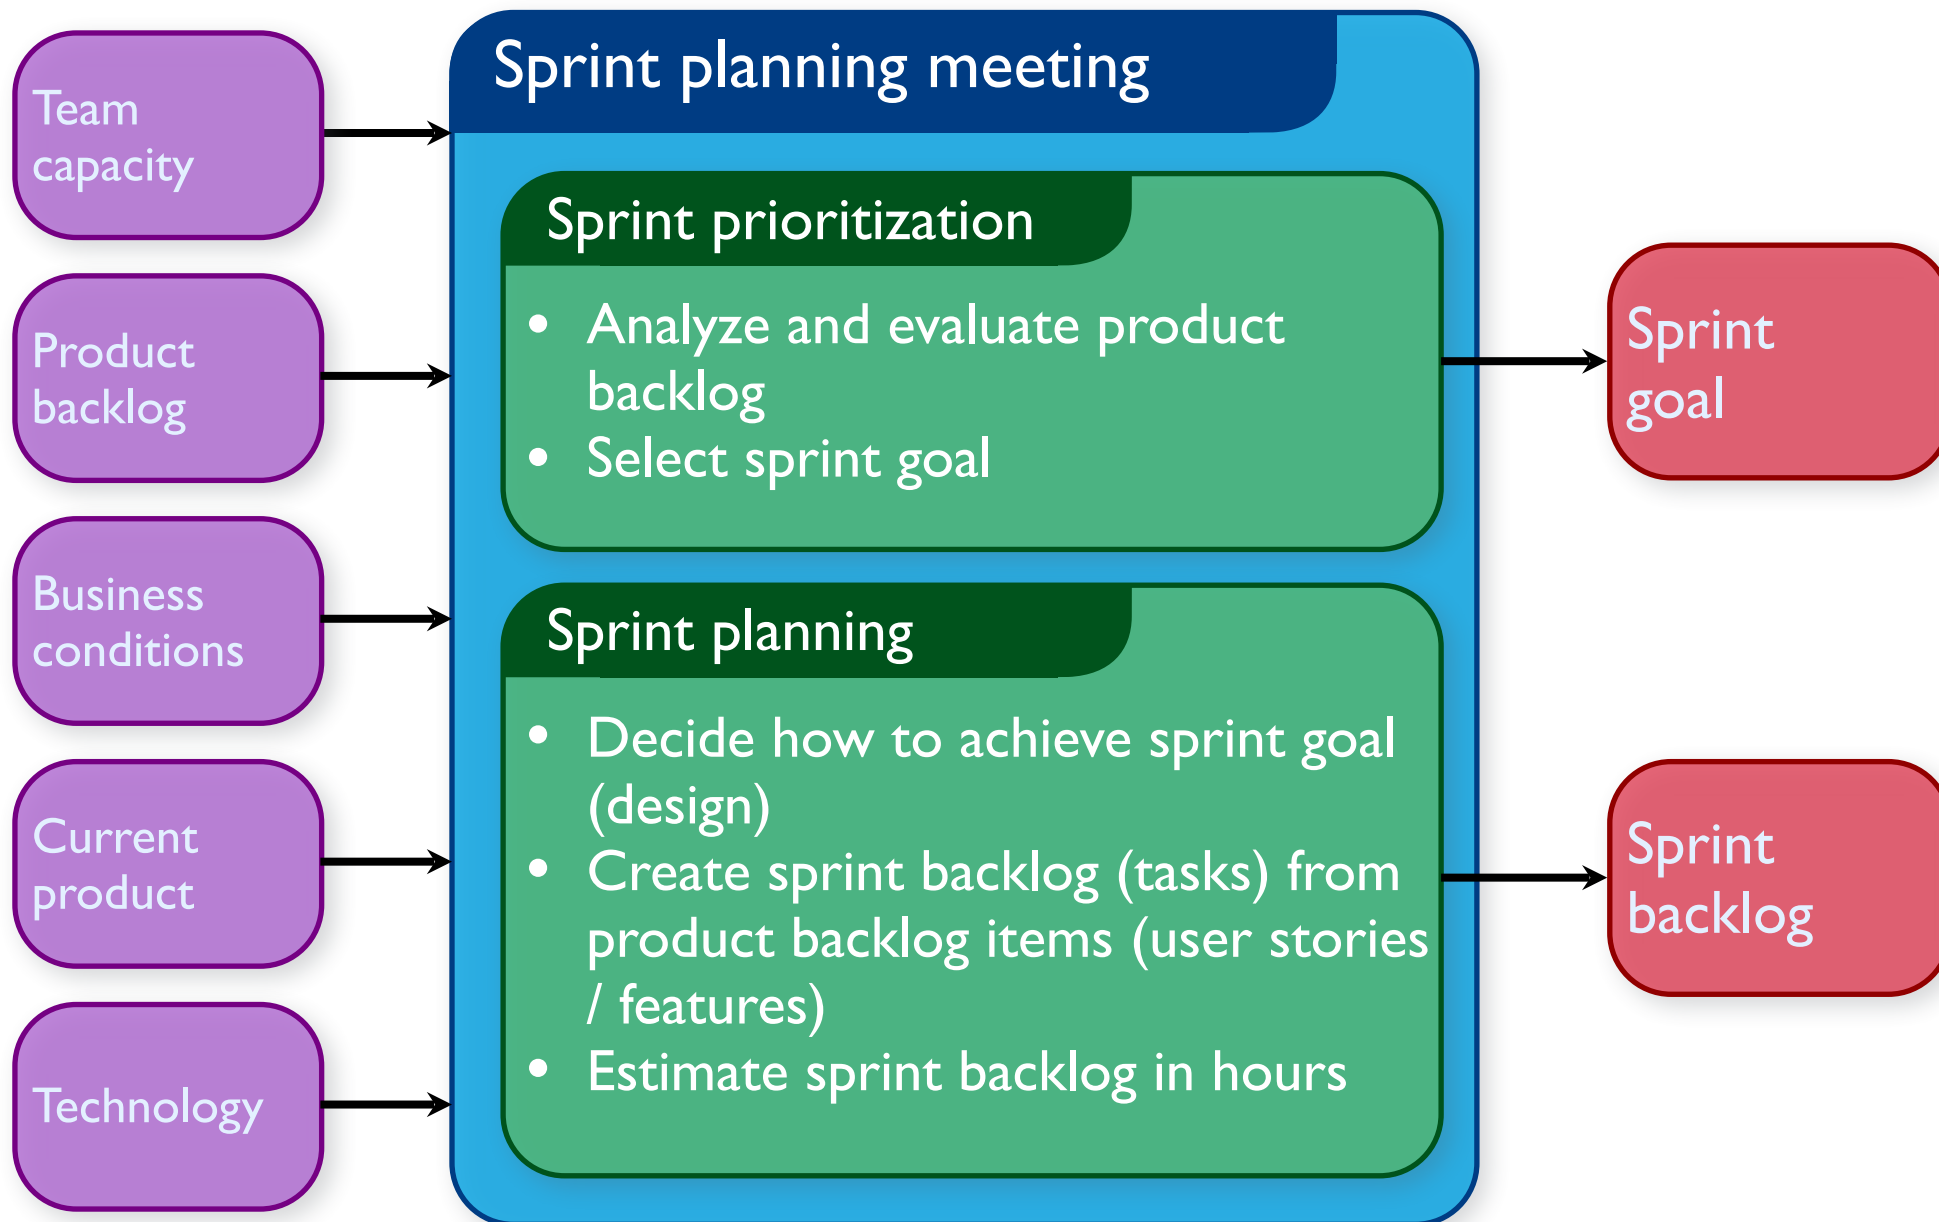 Team
capacity
Product
backlog
Business
conditions
Current
product
Technology
Sprint planning meeting
Sprint prioritization
• Analyze and evaluate product
backlog
• Select sprint goal
Sprint planning
• Decide how to achieve sprint goal
(design)
• Create sprint backlog (tasks) from
product backlog items (user stories
/ features)
• Estimate sprint backlog in hours
Sprint
goal
Sprint
backlog